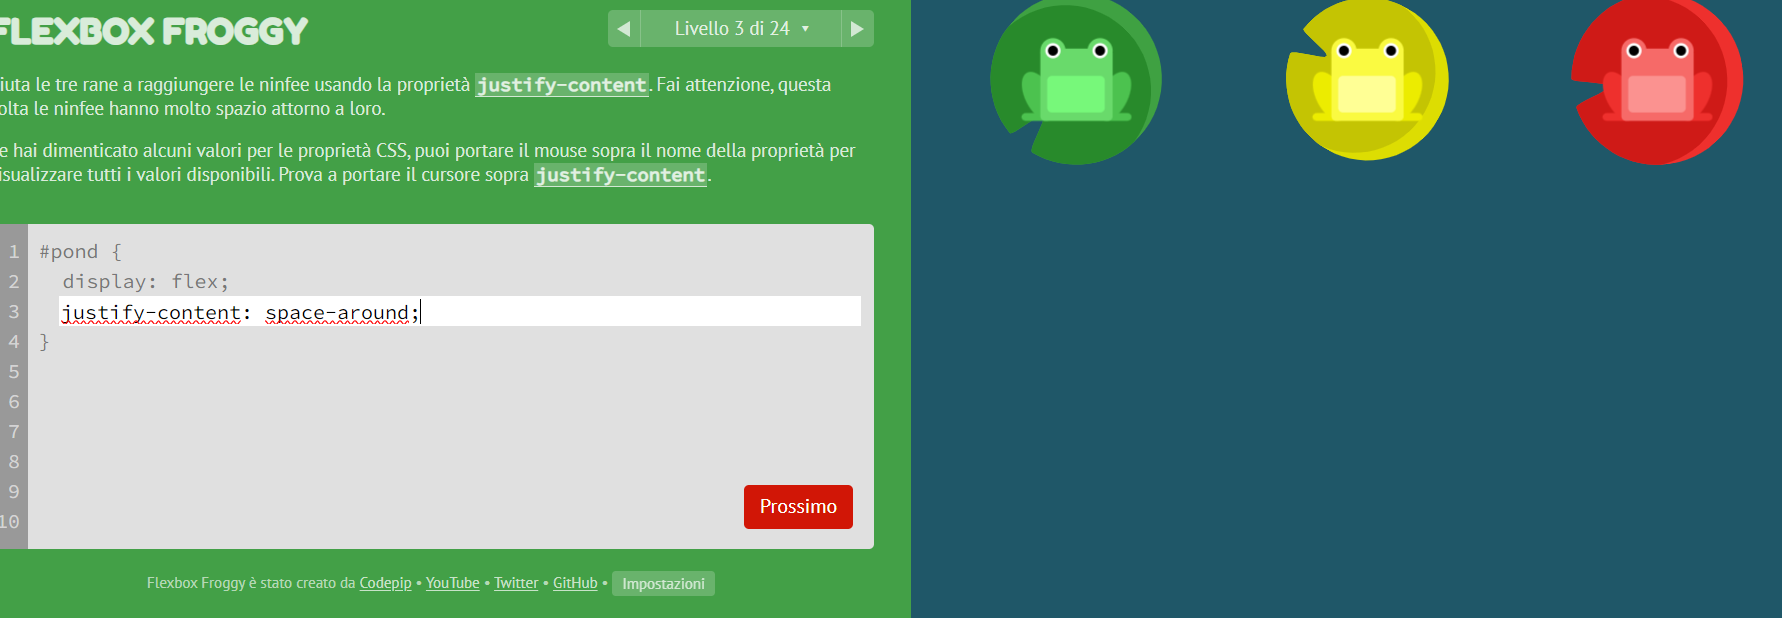 FLEXBOX FROGGY
Livello 3 di 24
iuta le tre rane a raggiungere le ninfee usando la proprietà justify-content. Fai attenzione, questa
olta le ninfee hanno molto spazio attorno a loro.
e hai dimenticato alcuni valori per le proprietà CSS, puoi portare il mouse sopra il nome della proprietà per
isualizzare tutti i valori disponibili. Prova a portare il cursore sopra justify-content.
1 #pond {
2 display: flex;
3 justify-content: space-around;
4 }
5
6
7
8
9
10
Prossimo
Flexbox Froggy è stato creato da Codepip • YouTube • Twitter • GitHub • Impostazioni